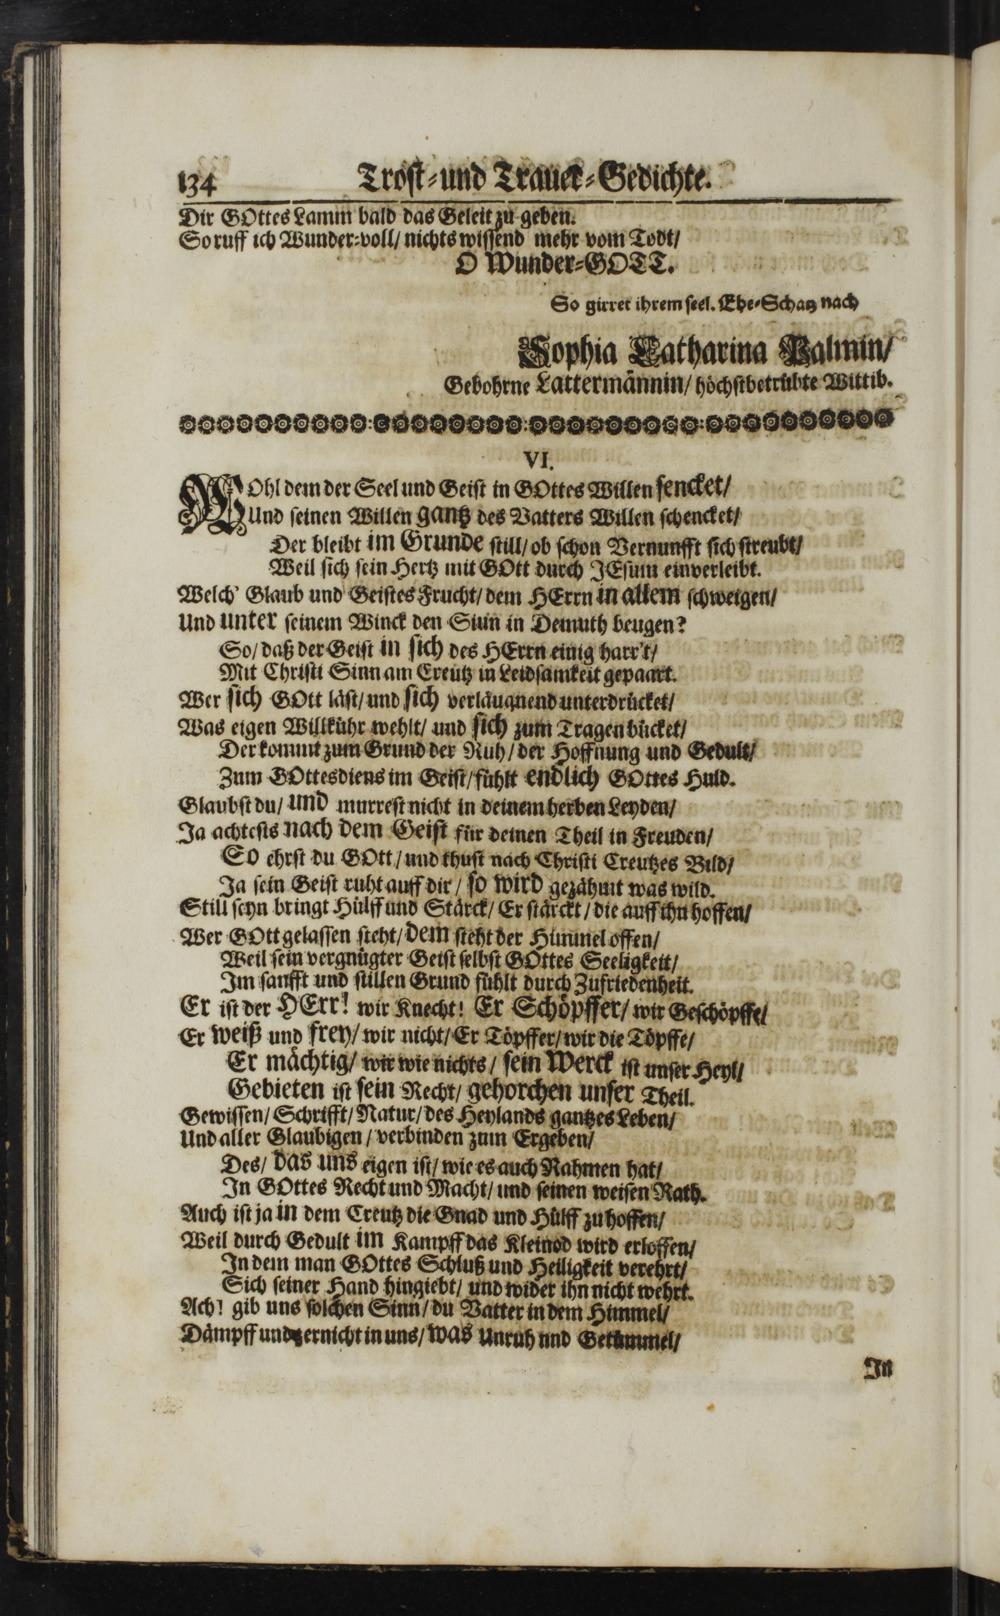 134 Trost-und Trauer-Gedichte.
Dir GOttes Lamm bald das Geleit zu geben.
So ruff ich Wunder-voll/ nichts wissend mehr vom Todt/
O Wunder-GOTT.
So girret ihrem seel. Ehe-Schatz nach
Sophia Catharina Palmin/
Gebohrne Lattermännin/ höchstbetrübte Wittib.
VI.
WOhl dem der Seel und Geist in GOttes Willen sencket/
Und seinen Willen gantz des Vatters Willen schencket/
Der bleibt im Grunde still/ ob schon Vernunfft sich streubt/
Weil sich sein Hertz mit GOtt durch JEsum einverleibt.
Welch' Glaub und Geistes Frucht/ dem HErrn in allem schweigen/
Und unter seinem Winck den Sinn in Demuth beugen?
So/ daß der Geist in sich des HErrn einig harr't/
Mit Christi Sinn am Creutz in Leidsamkeit gepaart.
Wer sich GOtt läst/ und sich verläugnend unterdrücket/
Was eigen Willkühr wehlt/ und sich zum Tragen bücket/
Der kommt zum Grund der Ruh/ der Hoffnung und Gedult/
Zum GOttesdiens im Geist/ fühlt endlich GOttes Huld.
Glaubst du/ und murrest nicht in deinem herben Leyden/
Ja achtests nach dem Geist für deinen Theil in Freuden/
So ehrst du GOtt/ und thust nach Christi Creutzes Bild/
Ja sein Geist ruht auff dir/ so wird gezähmt was wild.
Still seyn bringt Hülff und Stärck/ Er stärckt/ die auff ihn hoffen/
Wer GOtt gelassen steht/ dem steht der Himmel offen/
Weil sein vergnügter Geist selbst GOttes Seeligkeit/
Im sanfft und stillen Grund fühlt durch Zufriedenheit.
Er ist der HErr! wir Knecht! Er Schöpffer/ wir Geschöpffe/
Er weiß und frey/ wir nicht/ Er Töpffer/ wir die Töpffe/
Er mächtig/ wir wie nichts/ sein Werck ist unser Heyl/
Gebieten ist sein Recht/ gehorchen unser Theil.
Gewissen/ Schrifft/ Natur/ des Heylands gantzes Leben/
Und aller Glaubigen/ verbinden zum Ergeben/
Des/ das uns eigen ist/ wie es auch Nahmen hat/
In GOttes Recht und Macht/ und seinen weisen Rath.
Auch ist ja in dem Creutz die Gnad und Hülff zu hoffen/
Weil durch Gedult im Kampff das Kleinod wird erloffen/
In dem man GOttes Schluß und Heiligkeit verehrt/
Sich seiner Hand hingiebt/ und wider ihn nicht wehrt.
Ach! gib uns solchen Sinn/ du Vatter in dem Himmel/
Dämpff und zernicht in uns/ was Unruh und Getümmel/
In